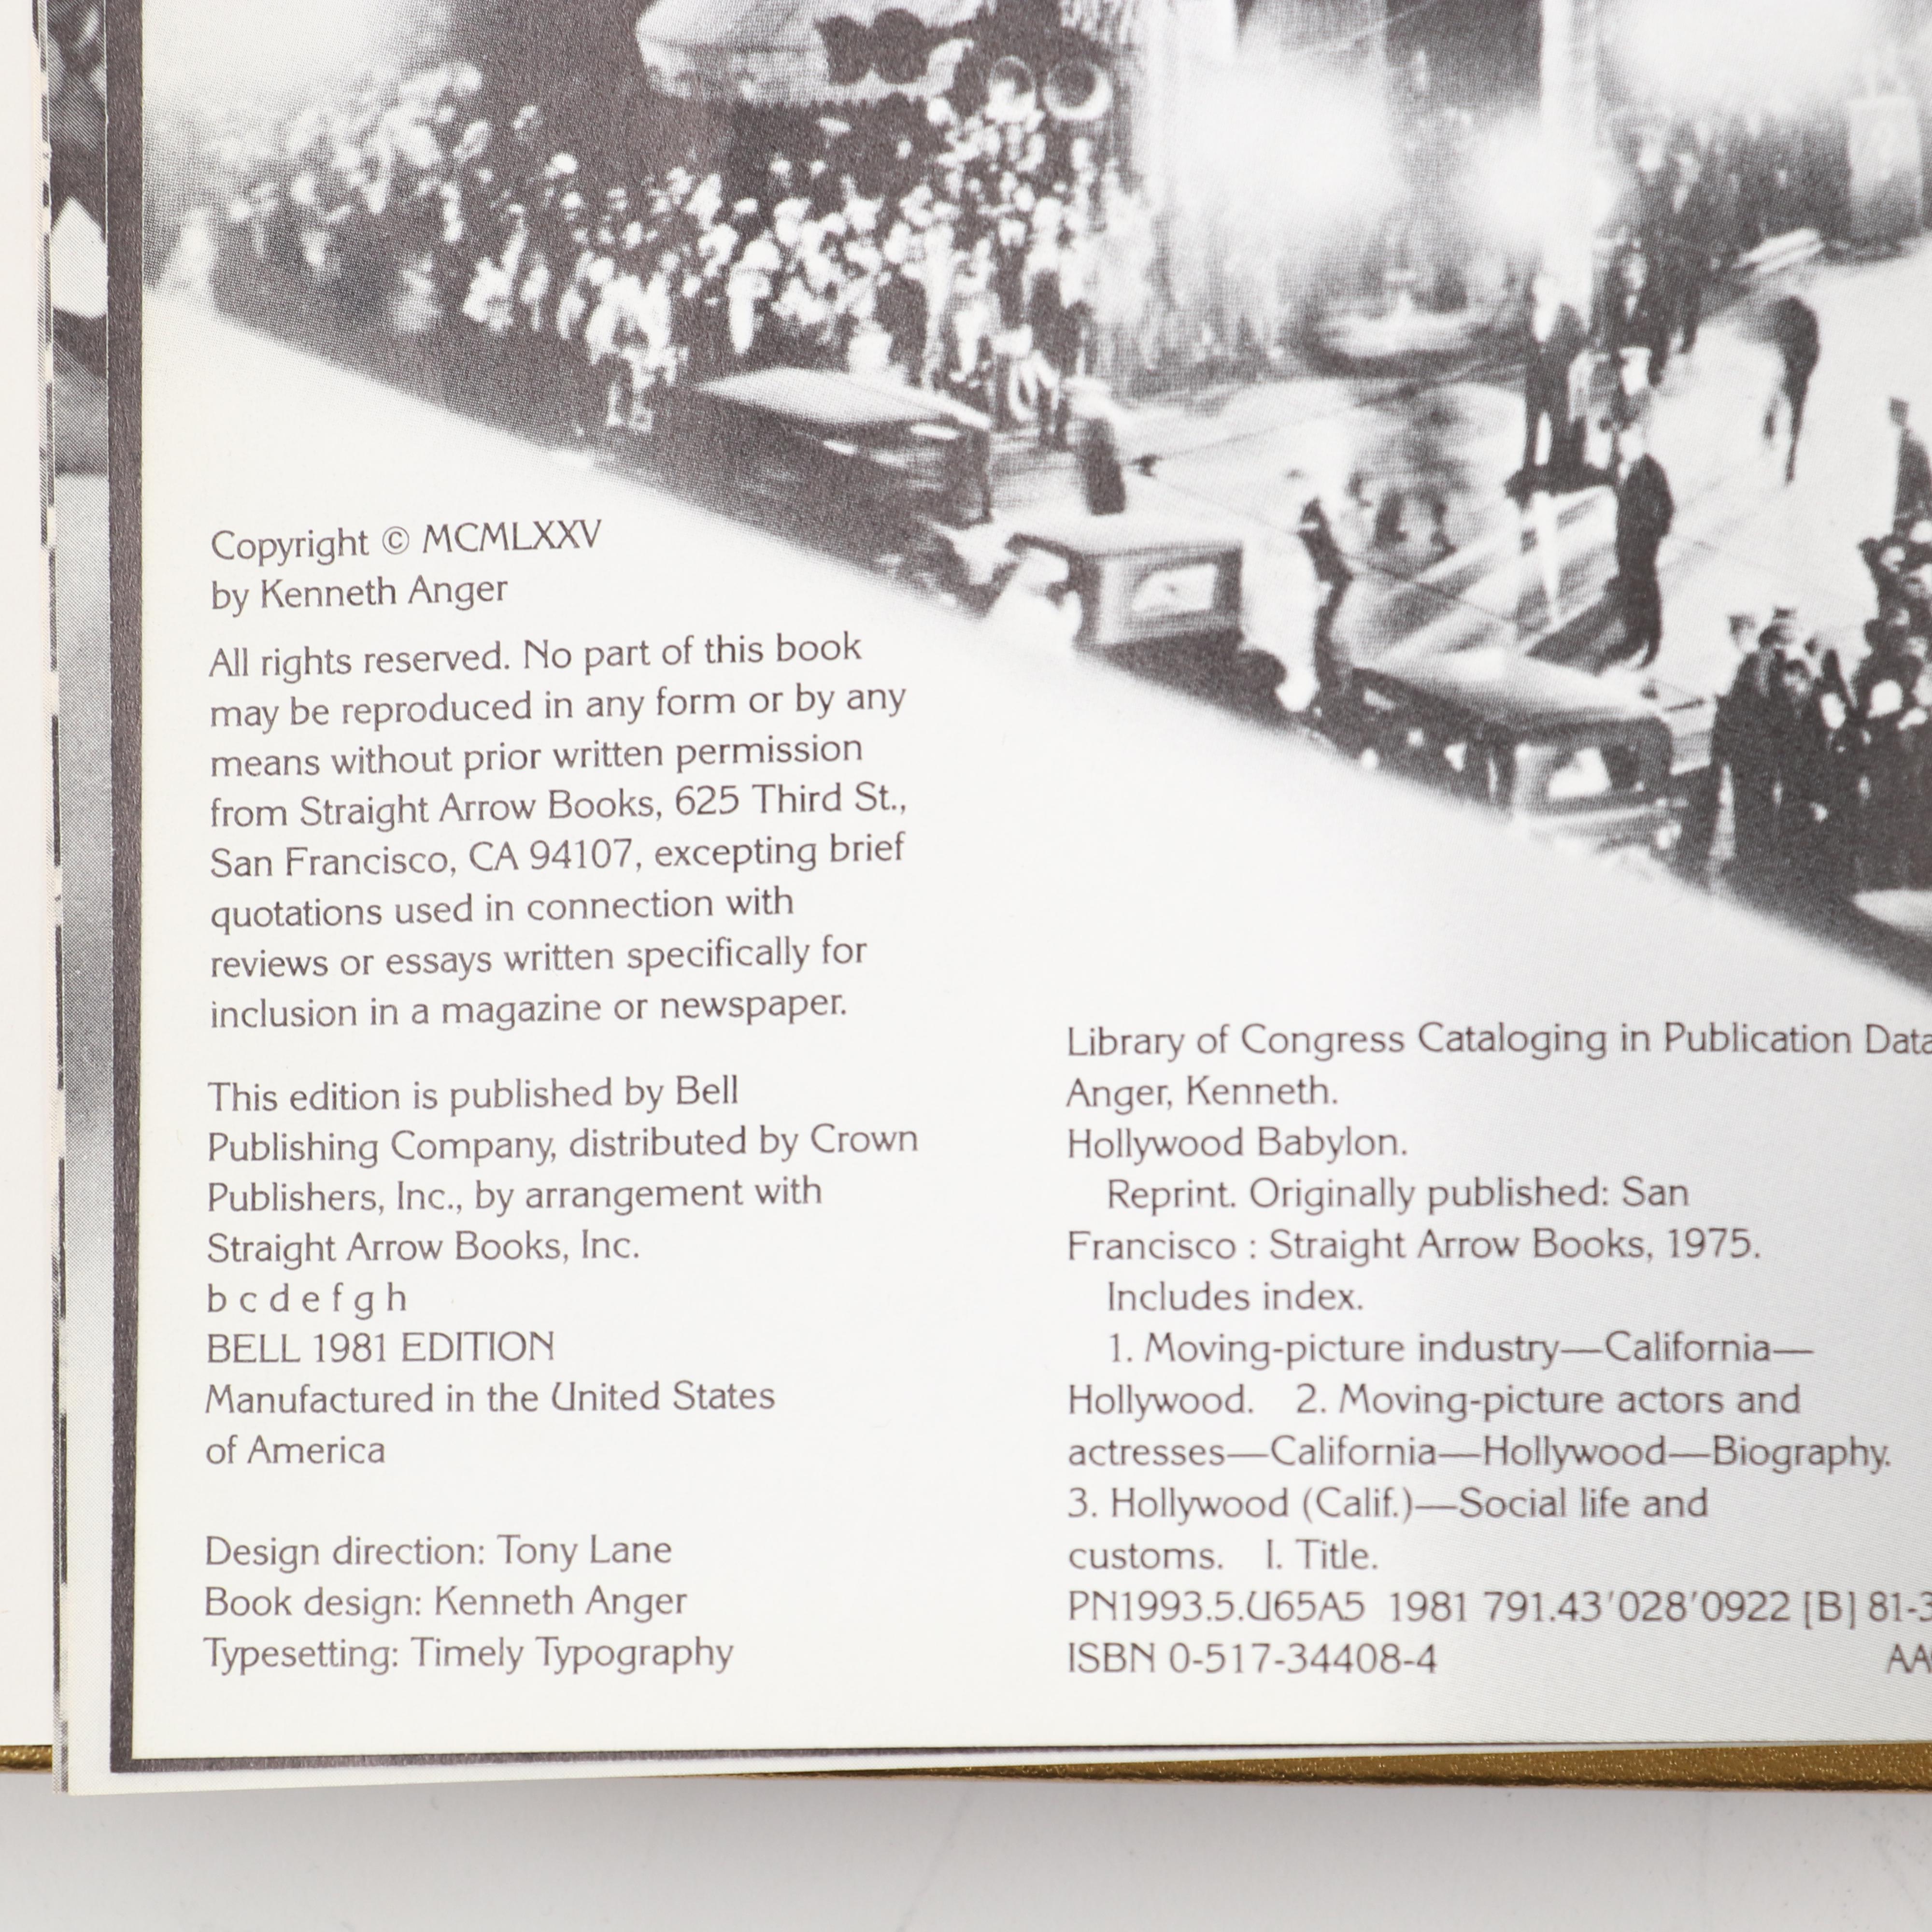 Copyright © MCMLXXV
by Kenneth Anger
All rights reserved. No part of this book
may be reproduced in any form or by any
means without prior written permission
from Straight Arrow Books, 625 Third St.,
San Francisco, CA 94107, excepting brief
quotations used in connection with
reviews or essays written specifically for
inclusion in a magazine or newspaper.
This edition is published by Bell
Publishing Company, distributed by Crown
Publishers, Inc., by arrangement with
Straight Arrow Books, Inc.
b c d e f g h
BELL 1981 EDITION
Manufactured in the United States
of America
Design direction: Tony Lane
Book design: Kenneth Anger
Typesetting: Timely Typography
Library of Congress Cataloging in Publication Data
Anger, Kenneth.
Hollywood Babylon.
Reprint. Originally published: San
Francisco : Straight Arrow Books, 1975.
Includes index.
1. Moving-picture industry—California—
Hollywood. 2. Moving-picture actors and
actresses—California—Hollywood—Biography.
3. Hollywood (Calif.)—Social life and
customs. I. Title.
PN1993.5.U65A5 1981 791.43'028'0922 [B] 81-3
ISBN 0-517-34408-4